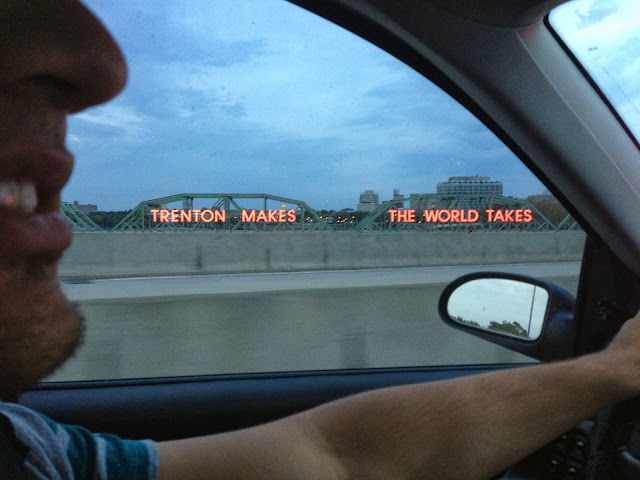 TRENTON MAKES THE WORLD TAKES